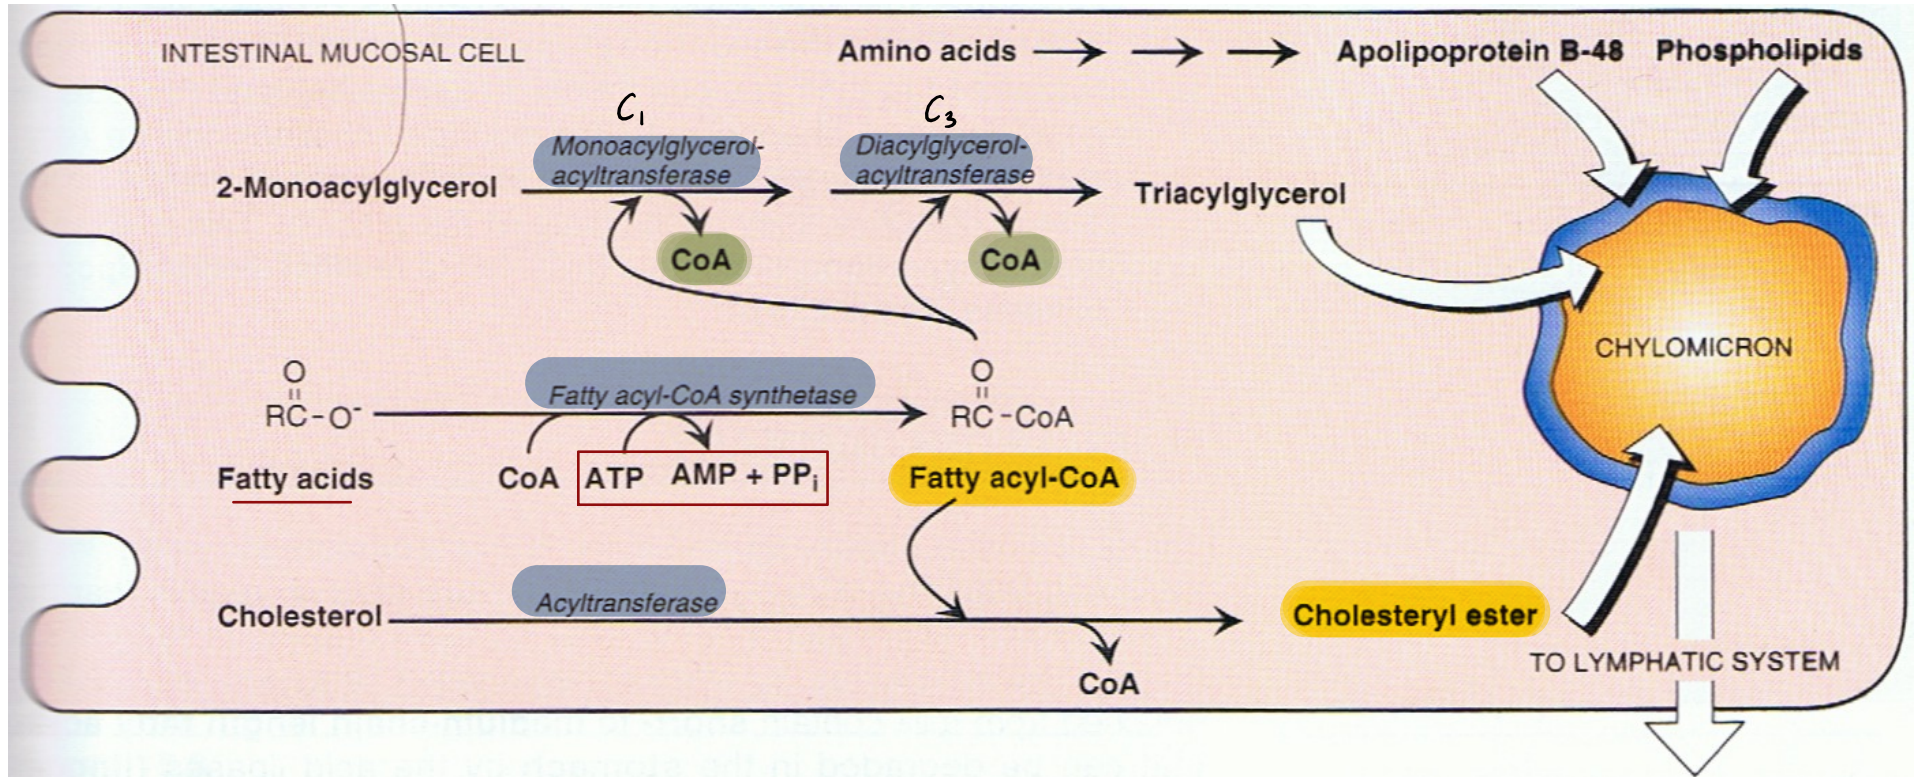 INTESTINAL MUCOSAL CELL
Amino acids
Apolipoprotein B-48
Phospholipids
C1
C3
Monoacylglycerol-
acyltransferase
Diacylglycerol-
acyltransferase
2-Monoacylglycerol
Triacylglycerol
CoA
CoA
CHYLOMICRON
O
RC-O-
Fatty acyl-CoA synthetase
O
RC-CoA
Fatty acids
CoA
ATP
AMP + PPi
Fatty acyl-CoA
Acyltransferase
Cholesterol
Cholesteryl ester
CoA
TO LYMPHATIC SYSTEM